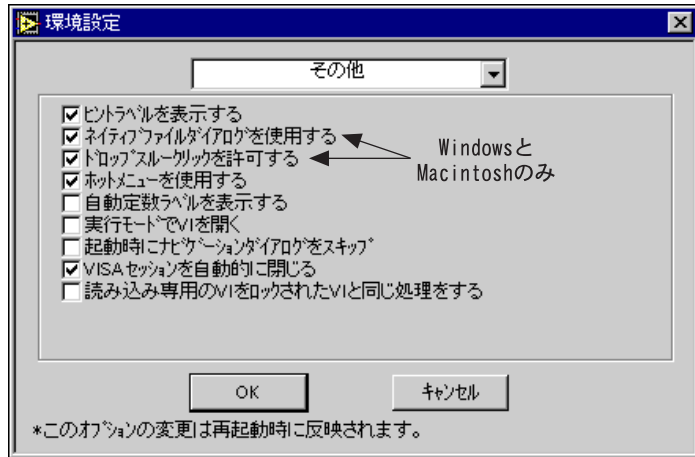 環境設定
その他
ﾋﾝﾄﾗﾍﾞﾙを表示する
ﾈｲﾃｨﾌﾞﾌｧｲﾙﾀﾞｲｱﾛｸﾞを使用する
ﾄﾞﾛｯﾌﾟｽﾙｰｸﾘｯｸを許可する
ﾎｯﾄﾒﾆｭｰを使用する
自動定数ﾗﾍﾞﾙを表示する
実行ﾓｰﾄﾞでVIを開く
起動時にﾅﾋﾞｹﾞｰｼｮﾝﾀﾞｲｱﾛｸﾞをｽｷｯﾌﾟ
VISAｾｯｼｮﾝを自動的に閉じる
読み込み専用のVIをﾛｯｸされたVIと同じ処理をする
Windowsと
Macintoshのみ
OK
ｷｬﾝｾﾙ
*このｵﾌﾟｼｮﾝの変更は再起動時に反映されます。